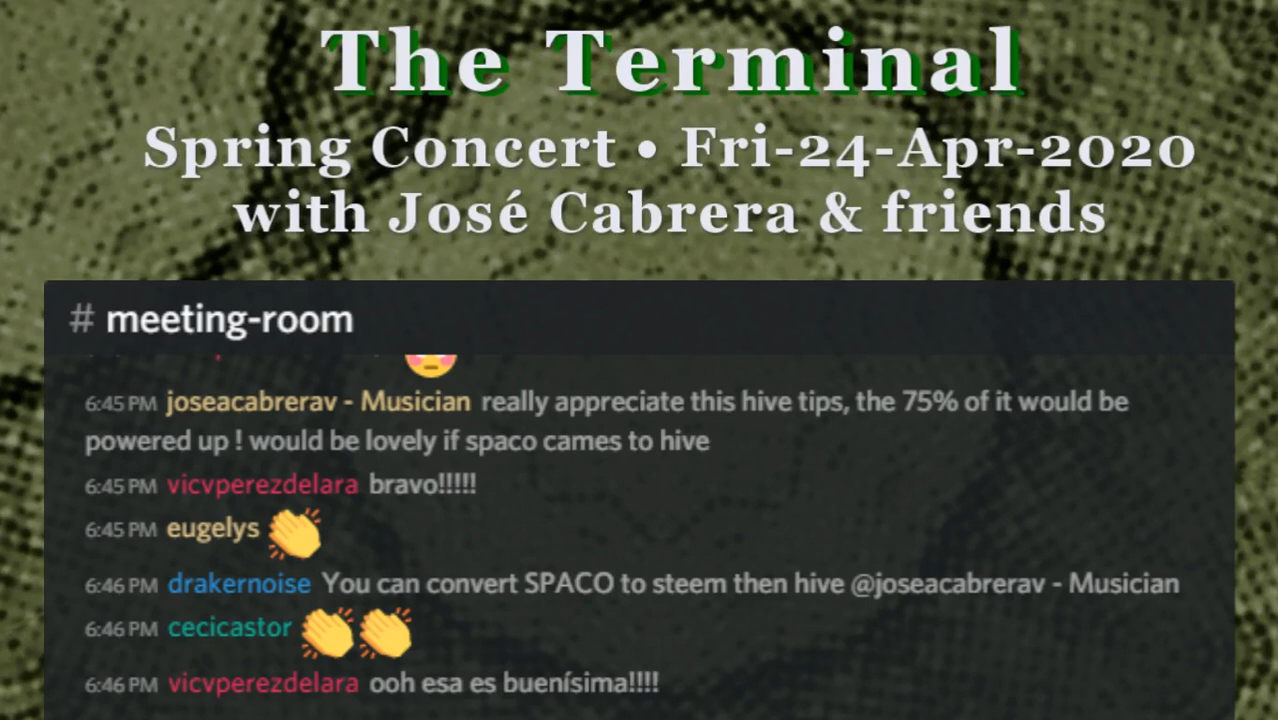 The Terminal
Spring Concert • Fri-24-Apr-2020
with José Cabrera & friends
# meeting-room
6:45 PM joseacabrerav - Musician really appreciate this hive tips, the 75% of it would be
powered up ! would be lovely if spaco cames to hive
6:45 PM vicvperezdelara bravo!!!!!
6:45 PM eugelys 👏
6:46 PM drakernoise You can convert SPACO to steem then hive @joseacabrerav - Musician
6:46 PM cecicastor 👏👏
6:46 PM vicvperezdelara ooh esa es buenísima!!!!